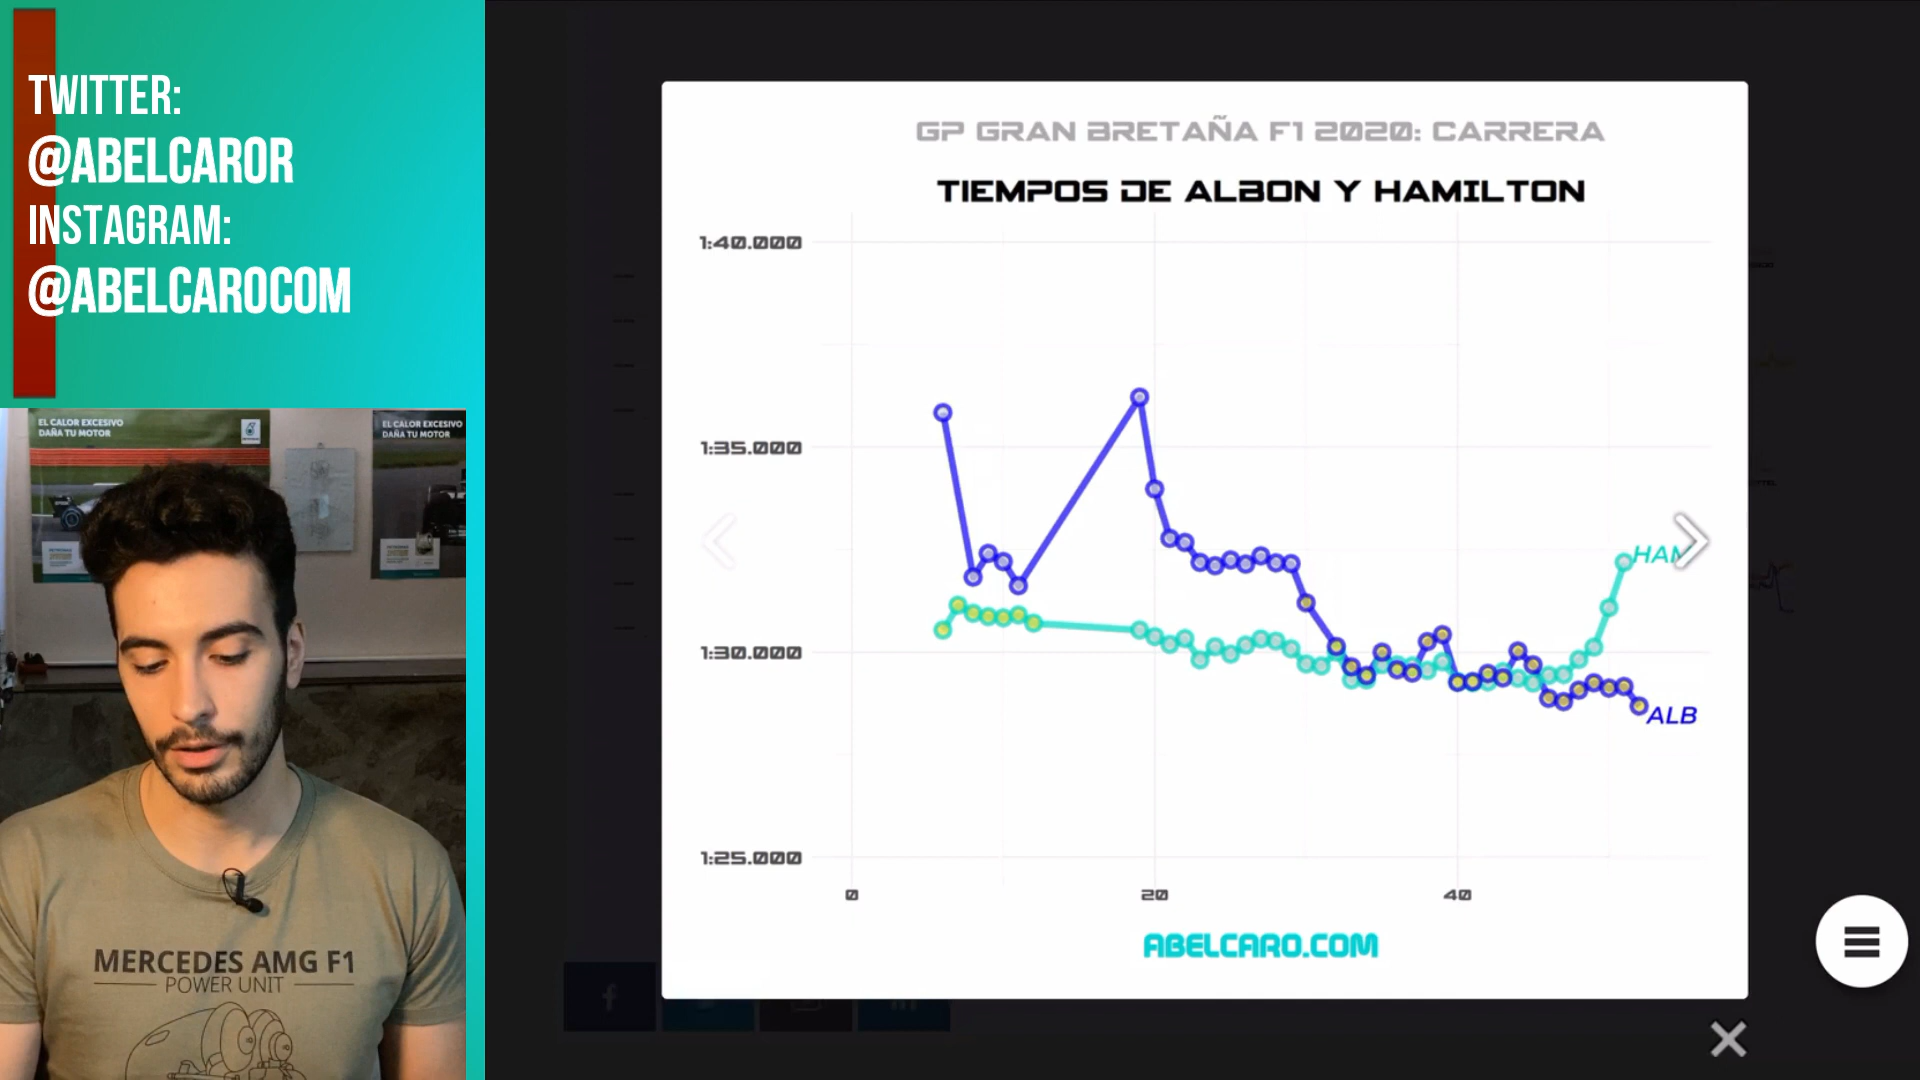 TWITTER:
@ABELCAROR
INSTAGRAM:
@ABELCAROCOM
EL CALOR EXCESIVO
DAÑA TU MOTOR
EL CALOR EXCESIVO
DAÑA TU MOTOR
MERCEDES AMG F1
POWER UNIT
GP GRAN BRETAÑA F1 2020: CARRERA
TIEMPOS DE ALBON Y HAMILTON
1:40.000
1:35.000
1:30.000
1:25.000
HAM
ALB
0
20
40
ABELCARO.COM